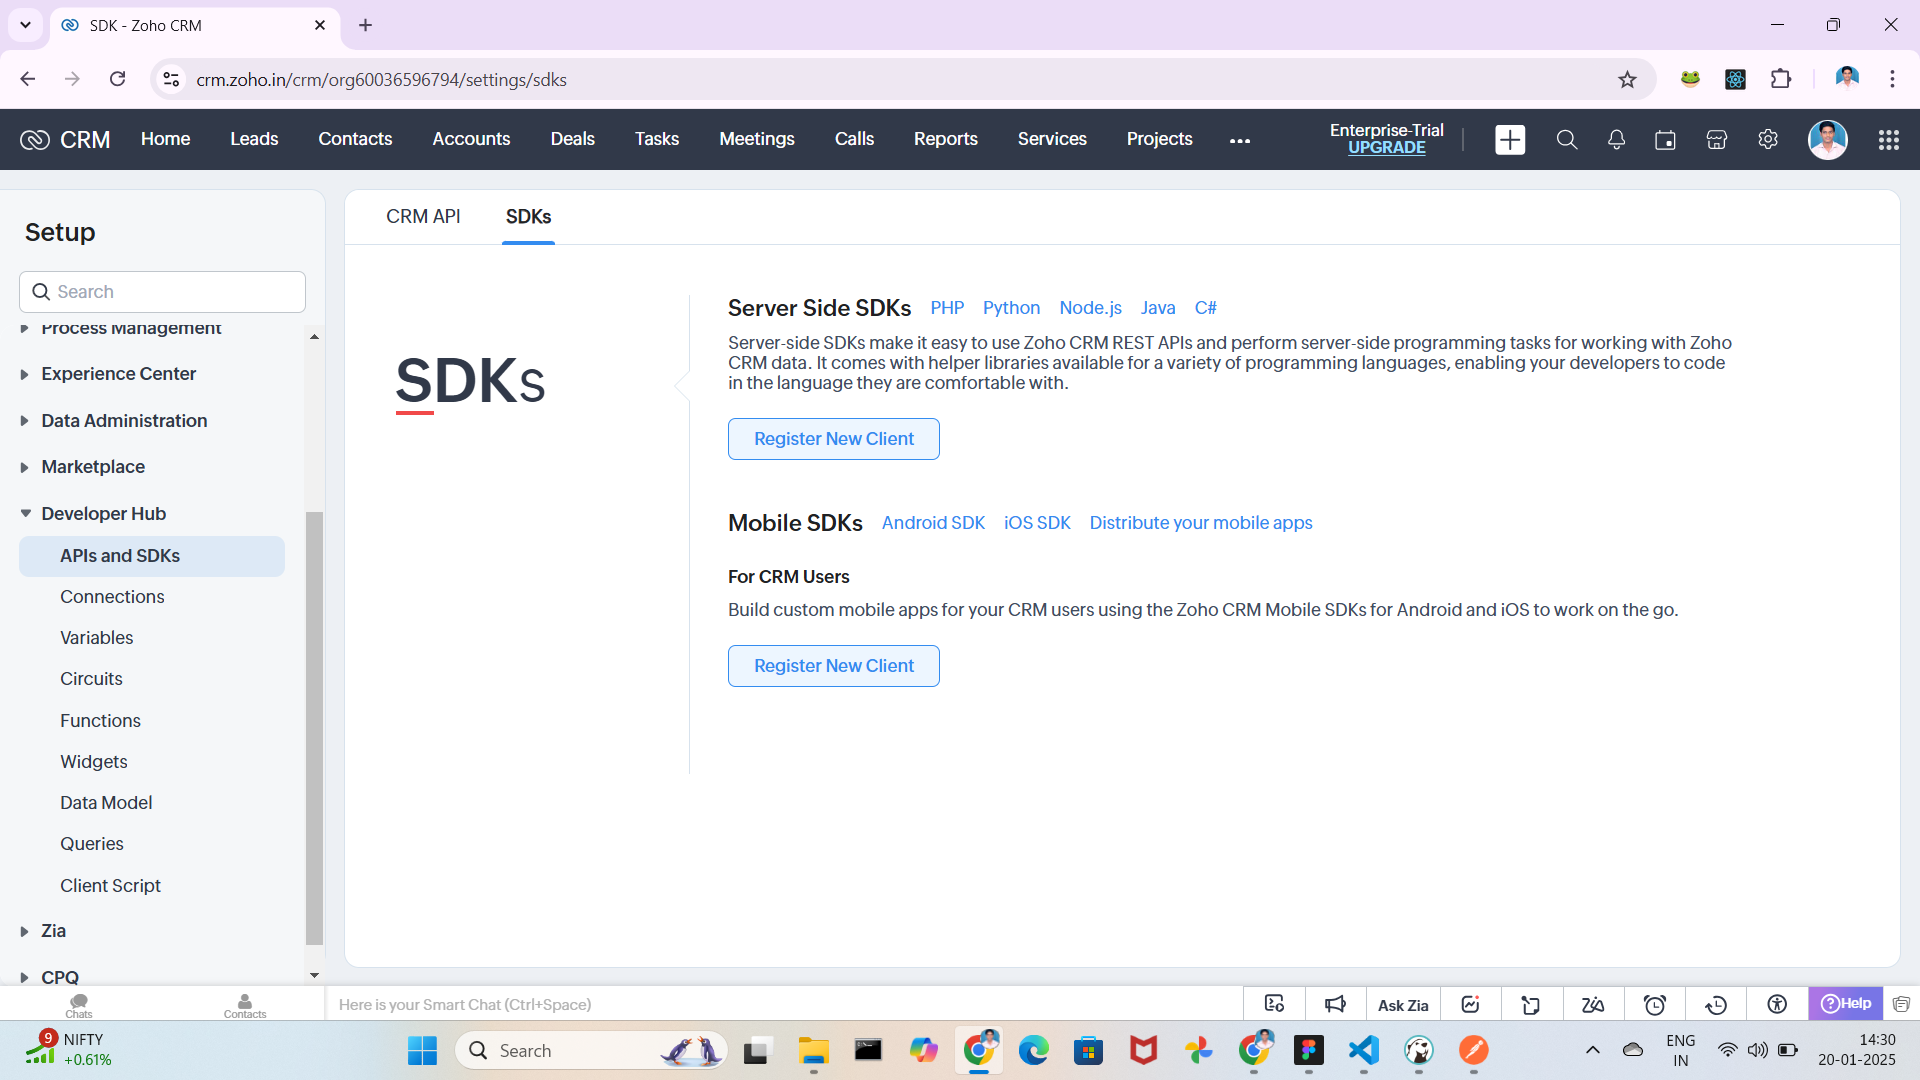 SDK - Zoho CRM
crm.zoho.in/crm/org60036596794/settings/sdks
CRM
Home
Leads
Contacts
Accounts
Deals
Tasks
Meetings
Calls
Reports
Services
Projects
•••
Enterprise-Trial
UPGRADE
Setup
Search
Process Management
Experience Center
Data Administration
Marketplace
Developer Hub
APIs and SDKs
Connections
Variables
Circuits
Functions
Widgets
Data Model
Queries
Client Script
Zia
CPQ
CRM API
SDKs
SDKs
Server Side SDKs PHP Python Node.js Java C#
Server-side SDKs make it easy to use Zoho CRM REST APIs and perform server-side programming tasks for working with Zoho
CRM data. It comes with helper libraries available for a variety of programming languages, enabling your developers to code
in the language they are comfortable with.
Register New Client
Mobile SDKs Android SDK iOS SDK Distribute your mobile apps
For CRM Users
Build custom mobile apps for your CRM users using the Zoho CRM Mobile SDKs for Android and iOS to work on the go.
Register New Client
Chats
Contacts
Here is your Smart Chat (Ctrl+Space)
Ask Zia
Help
9
NIFTY
+0.61%
Search
ENG
IN
14:30
20-01-2025